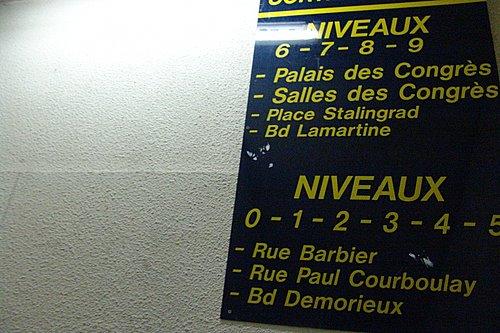 NIVEAUX
6 - 7 - 8 - 9
- Palais des Congrès
- Salles des Congrès
- Place Stalingrad
- Bd Lamartine
NIVEAUX
0 - 1 - 2 - 3 - 4 - 5
- Rue Barbier
- Rue Paul Courboulay
- Bd Demorieux